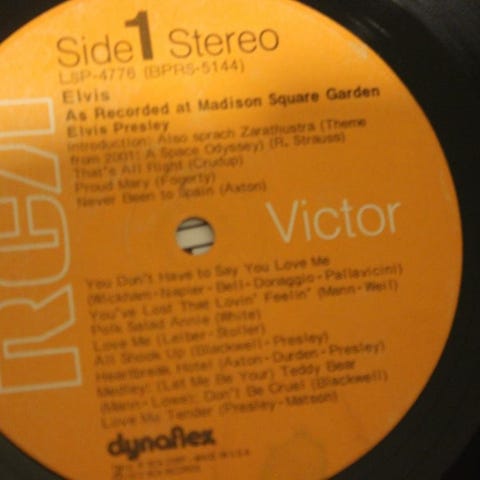 Side 1 Stereo
LSP-4776 (BPRS-5144)
Elvis
As Recorded at Madison Square Garden
Elvis Presley
Introduction: Also sprach Zarathustra (Theme
from 2001: A Space Odyssey) (R. Strauss)
That's All Right (Crudup)
Proud Mary (Fogerty)
Never Been to Spain (Axton)
RCA
Victor
You Don't Have to Say You Love Me
(Wickham-Napier-Bell-Donaggio-Pallavicini)
You've Lost That Lovin' Feelin' (Mann-Weil)
Polk Salad Annie (White)
Love Me (Leiber-Stoller)
All Shook Up (Blackwell-Presley)
Heartbreak Hotel (Axton-Durden-Presley)
Medley: (Let Me Be Your) Teddy Bear
(Mann-Lowe); Don't Be Cruel (Blackwell)
Love Me Tender (Presley-Matson)
dynaflex